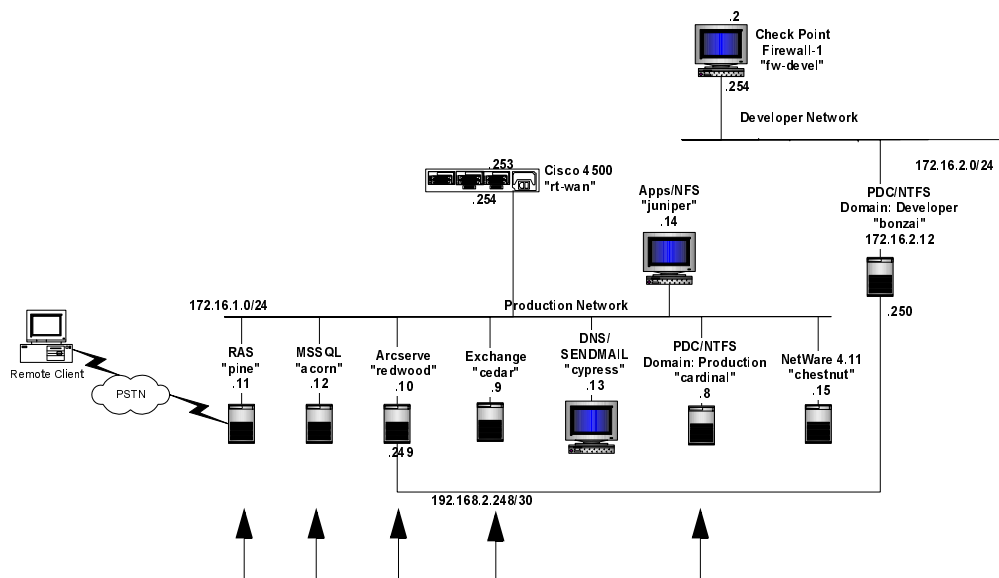 .2
Check Point
Firewall-1
"fw-devel"
.254
Developer Network
172.16.2.0/24
.253
Cisco 4500
"rt-wan"
.254
Apps/NFS
"juniper"
.14
PDC/NTFS
Domain: Developer
"bonzai"
172.16.2.12
.250
172.16.1.0/24
Production Network
Remote Client
PSTN
RAS
"pine"
.11
MSSQL
"acorn"
.12
Arcserve
"redwood"
.10
.249
Exchange
"cedar"
.9
DNS/
SENDMAIL
"cypress"
.13
PDC/NTFS
Domain: Production
"cardinal"
.8
NetWare 4.11
"chestnut"
.15
192.168.2.248/30